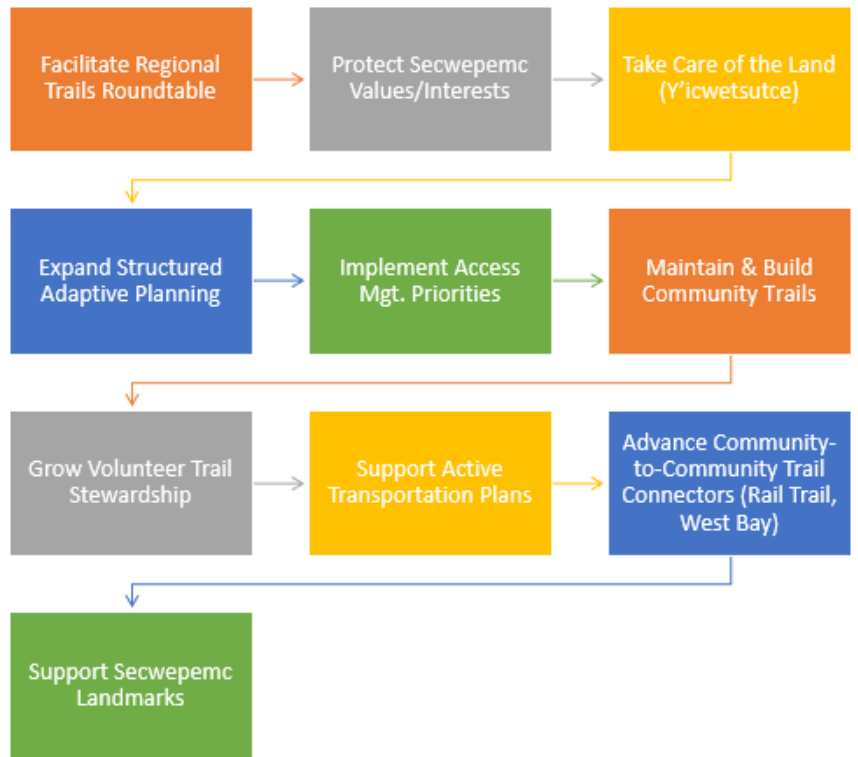 Facilitate Regional
Trails Roundtable
Protect Secwepemc
Values/Interests
Take Care of the Land
(Y'icwetsutce)
Expand Structured
Adaptive Planning
Implement Access
Mgt. Priorities
Maintain & Build
Community Trails
Grow Volunteer Trail
Stewardship
Support Active
Transportation Plans
Advance Community-
to-Community Trail
Connectors (Rail Trail,
West Bay)
Support Secwepemc
Landmarks